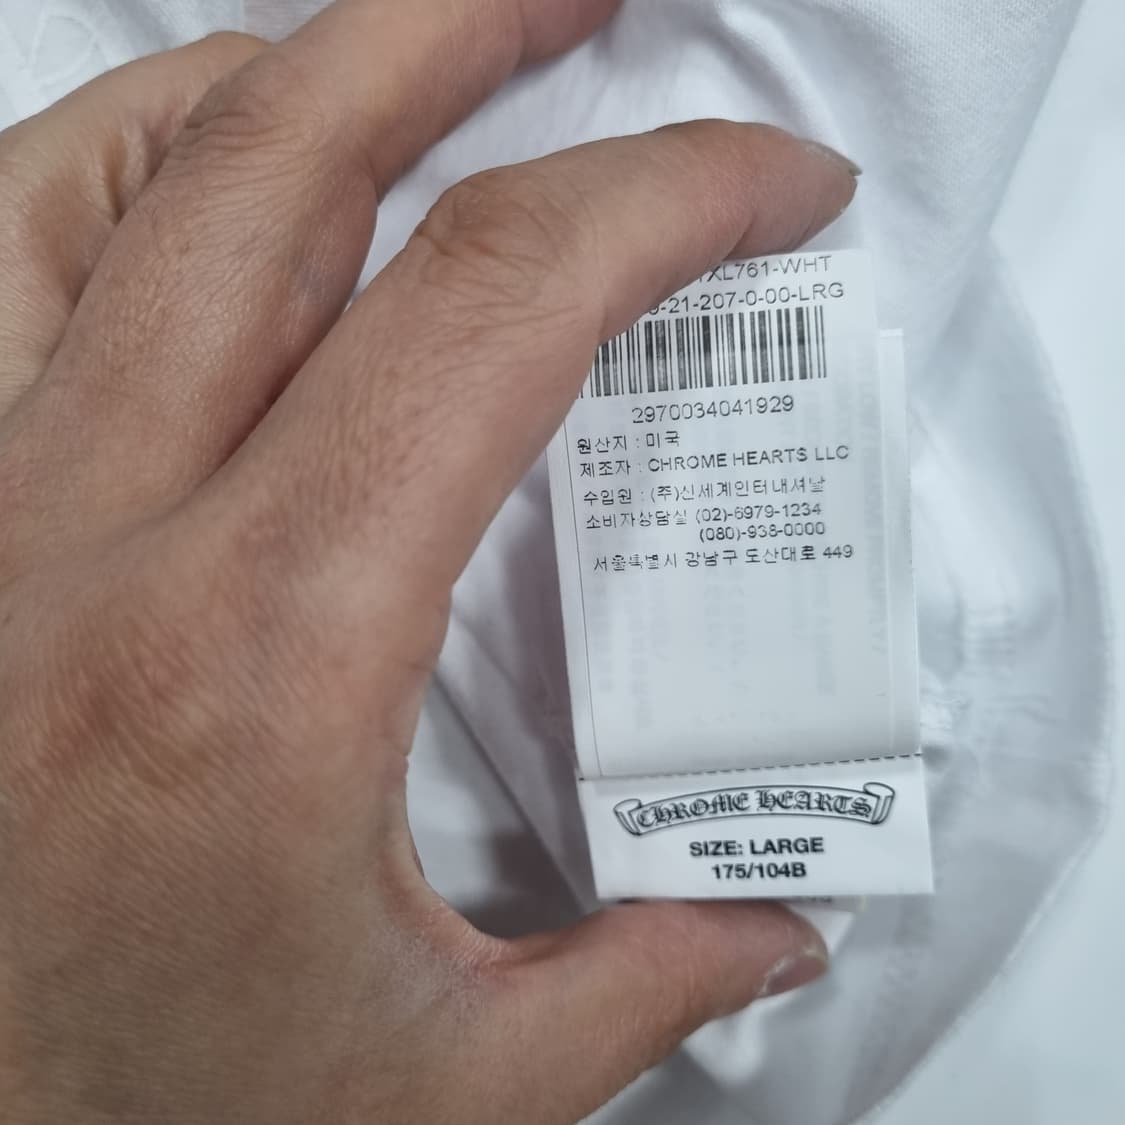 XL761-WHT
-21-207-0-00-LRG
2970034041929
원산지 : 미국
제조자 : CHROME HEARTS LLC
수입원 : (주)신세계인터내셔날
소비자상담실 (02)-6979-1234
(080)-938-0000
서울특별시 강남구 도산대로 449
CHROME HEARTS
SIZE: LARGE
175/104B